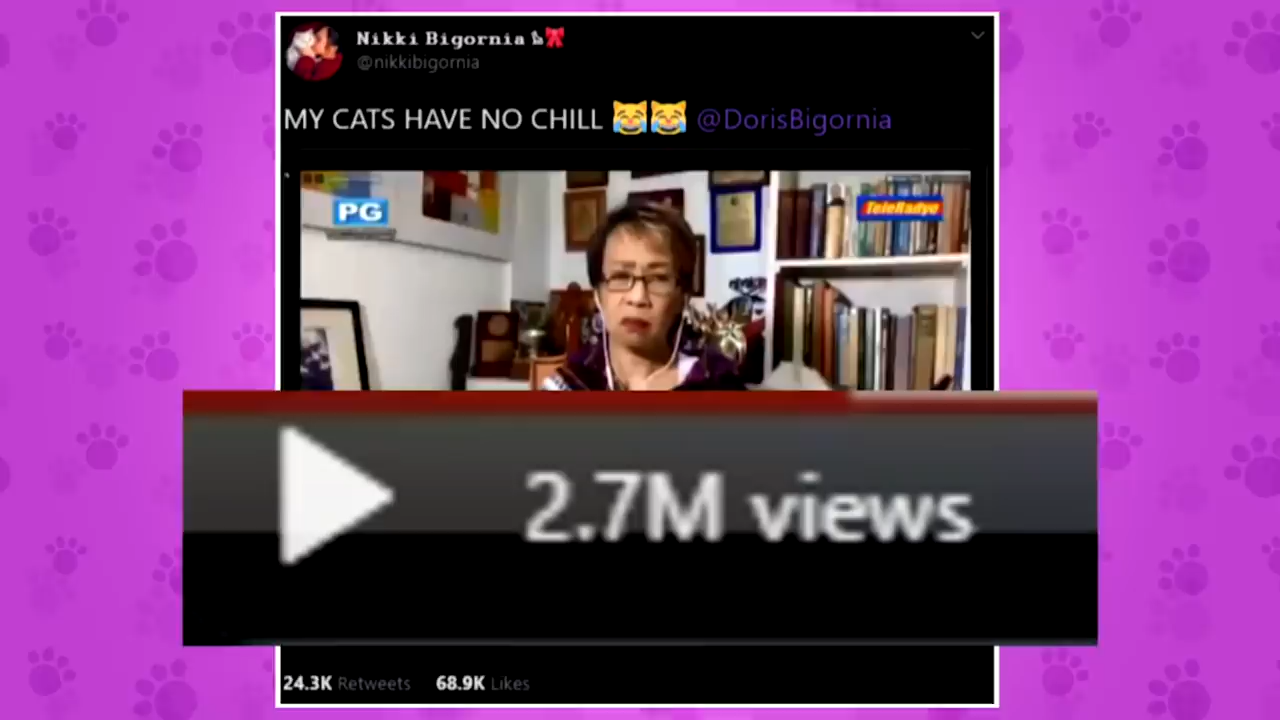 Nikki Bigornia
@nikkibigornia
MY CATS HAVE NO CHILL 😹😹 @DorisBigornia
PG
TeleRadyo
2.7M views
24.3K Retweets 68.9K Likes